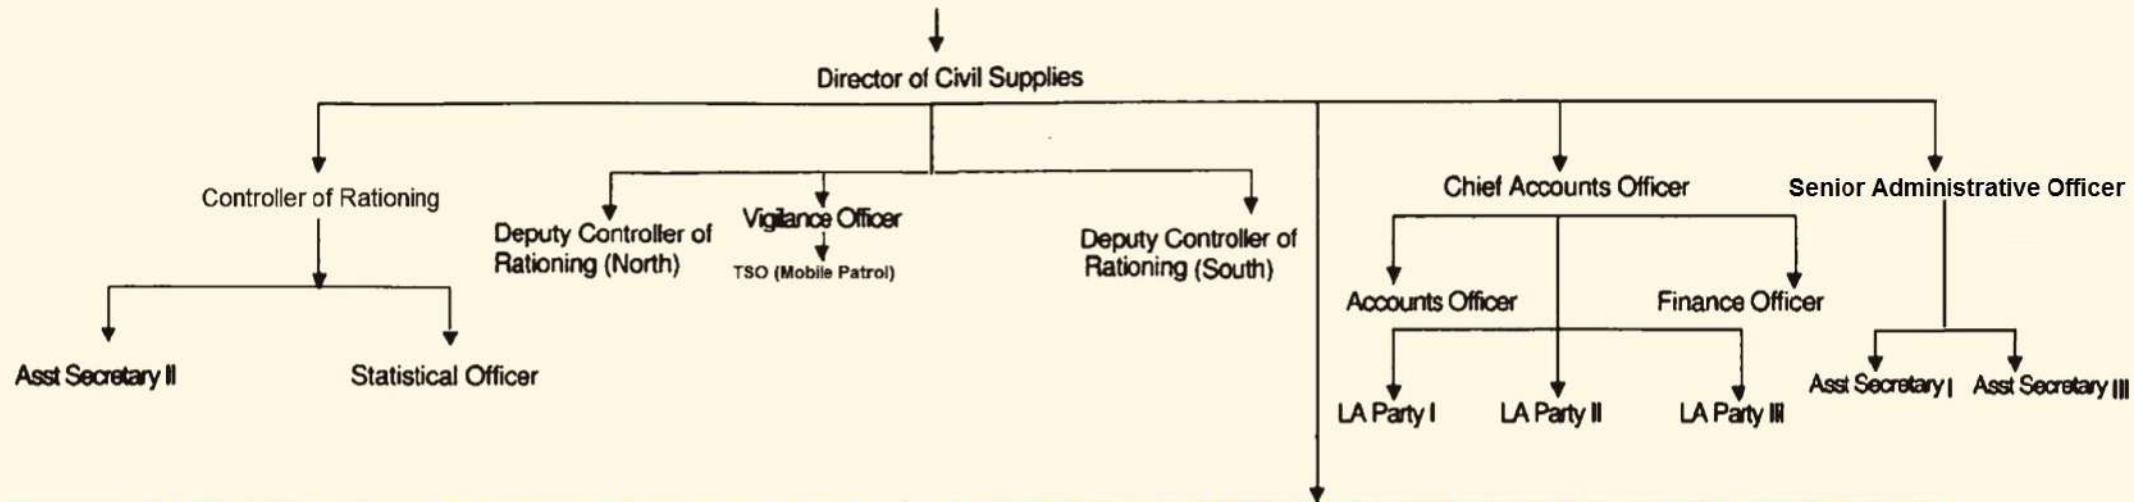 Director of Civil Supplies
Controller of Rationing
Deputy Controller of
Rationing (North)
Vigilance Officer
TSO (Mobile Patrol)
Deputy Controller of
Rationing (South)
Chief Accounts Officer
Senior Administrative Officer
Accounts Officer
Finance Officer
Asst Secretary II
Statistical Officer
LA Party I
LA Party II
LA Party III
Asst Secretary I
Asst Secretary III